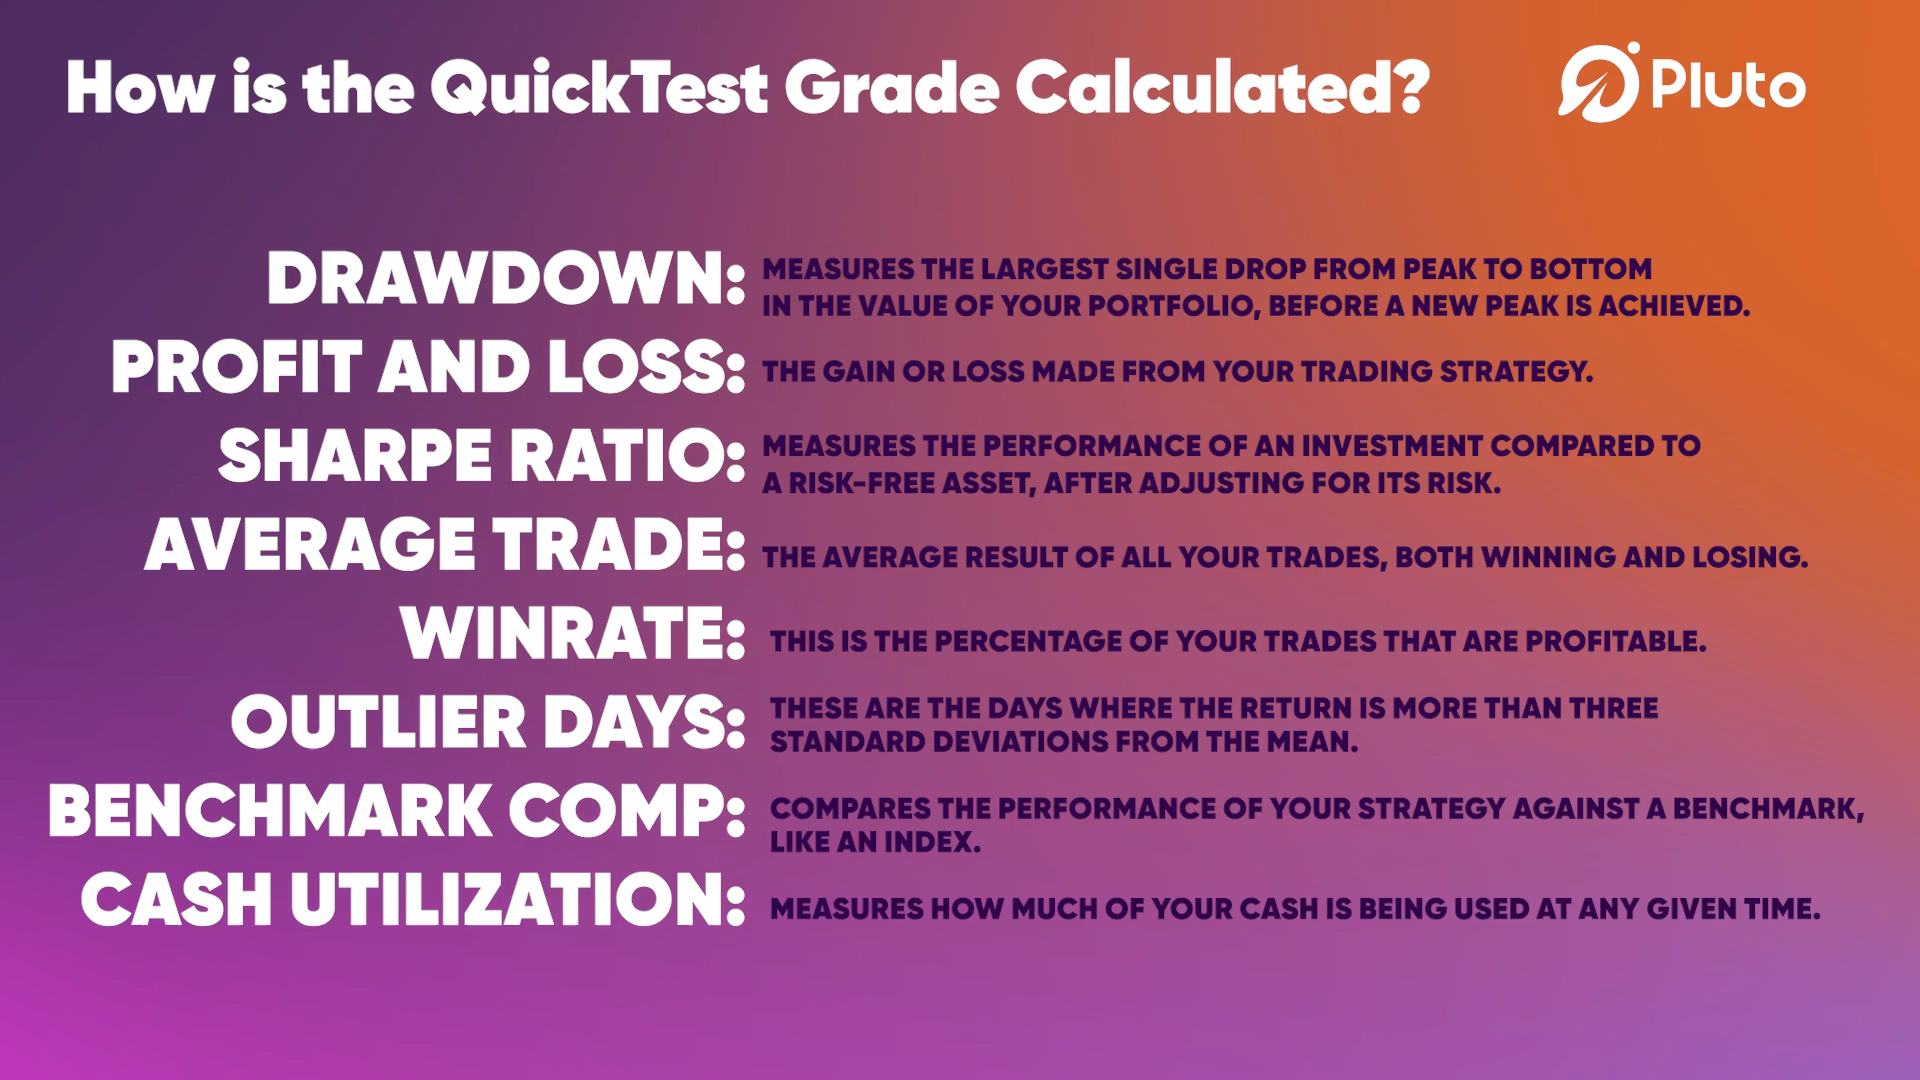 How is the QuickTest Grade Calculated?
Pluto
DRAWDOWN:
MEASURES THE LARGEST SINGLE DROP FROM PEAK TO BOTTOM
IN THE VALUE OF YOUR PORTFOLIO, BEFORE A NEW PEAK IS ACHIEVED.
PROFIT AND LOSS:
THE GAIN OR LOSS MADE FROM YOUR TRADING STRATEGY.
SHARPE RATIO:
MEASURES THE PERFORMANCE OF AN INVESTMENT COMPARED TO
A RISK-FREE ASSET, AFTER ADJUSTING FOR ITS RISK.
AVERAGE TRADE:
THE AVERAGE RESULT OF ALL YOUR TRADES, BOTH WINNING AND LOSING.
WINRATE:
THIS IS THE PERCENTAGE OF YOUR TRADES THAT ARE PROFITABLE.
OUTLIER DAYS:
THESE ARE THE DAYS WHERE THE RETURN IS MORE THAN THREE
STANDARD DEVIATIONS FROM THE MEAN.
BENCHMARK COMP:
COMPARES THE PERFORMANCE OF YOUR STRATEGY AGAINST A BENCHMARK,
LIKE AN INDEX.
CASH UTILIZATION:
MEASURES HOW MUCH OF YOUR CASH IS BEING USED AT ANY GIVEN TIME.